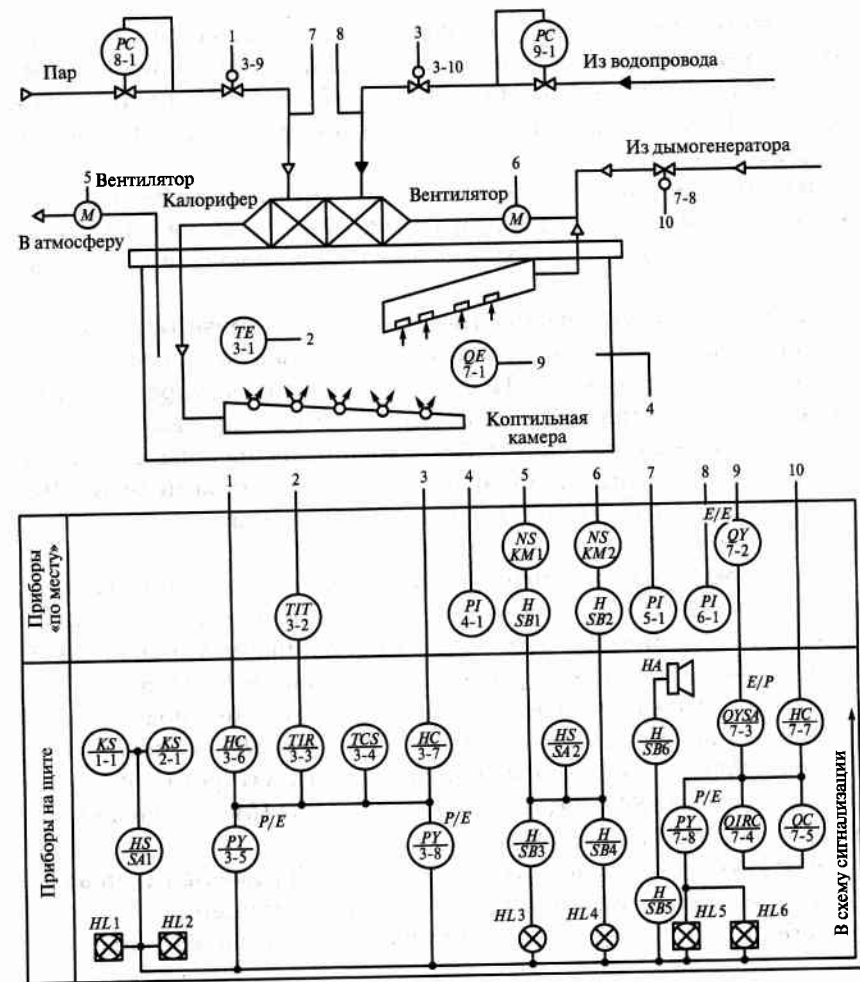 PC
8-1
1
3-9
7
8
3
3-10
PC
9-1
Пар
Из водопровода
Из дымогенератора
5 Вентилятор
М
В атмосферу
Калорифер
Вентилятор
6
М
7-8
10
TE
3-1
2
QE
7-1
9
4
Коптильная
камера
1
2
3
4
5
6
7
8
9
10
Приборы
«по месту»
NS
KM1
NS
KM2
E/E
QY
7-2
TIT
3-2
PI
4-1
H
SB1
H
SB2
PI
5-1
PI
6-1
Приборы на щите
HA
E/P
KS
1-1
KS
2-1
HC
3-6
TIR
3-3
TCS
3-4
HC
3-7
HS
SA2
H
SB6
QYSA
7-3
HC
7-7
HS
SA1
P/E
PY
3-5
P/E
PY
3-8
H
SB3
H
SB4
P/E
PY
7-8
QIRC
7-4
QC
7-5
H
SB5
HL1
HL2
HL3
HL4
HL5
HL6
В схему сигнализации